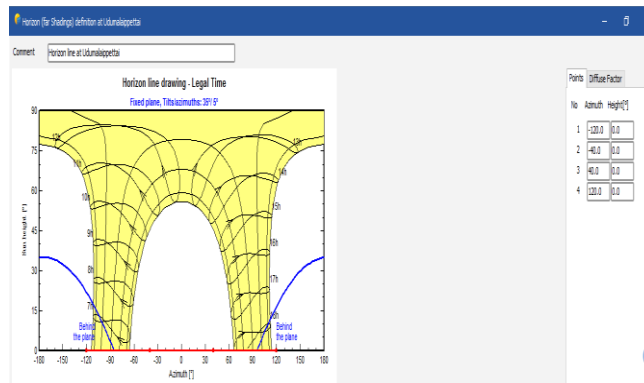 Horizon (far Shadings) definition at Udumalaippettai
Comment Horizon line at Udumalaippettai
Horizon line drawing - Legal Time
Fixed plane, Tilts/azimuths: 35°/ 5°
90
75
60
45
30
15
0
Sun height [°]
12h
11h
10h
9h
8h
7h
13h
14h
15h
16h
17h
18h
Behind
the plane
Behind
the plane
-180 -150 -120 -90 -60 -30 0 30 60 90 120 150 180
Azimuth [°]
Points Diffuse Factor
No Azimuth Height[°]
1 -120.0 0.0
2 -40.0 0.0
3 40.0 0.0
4 120.0 0.0